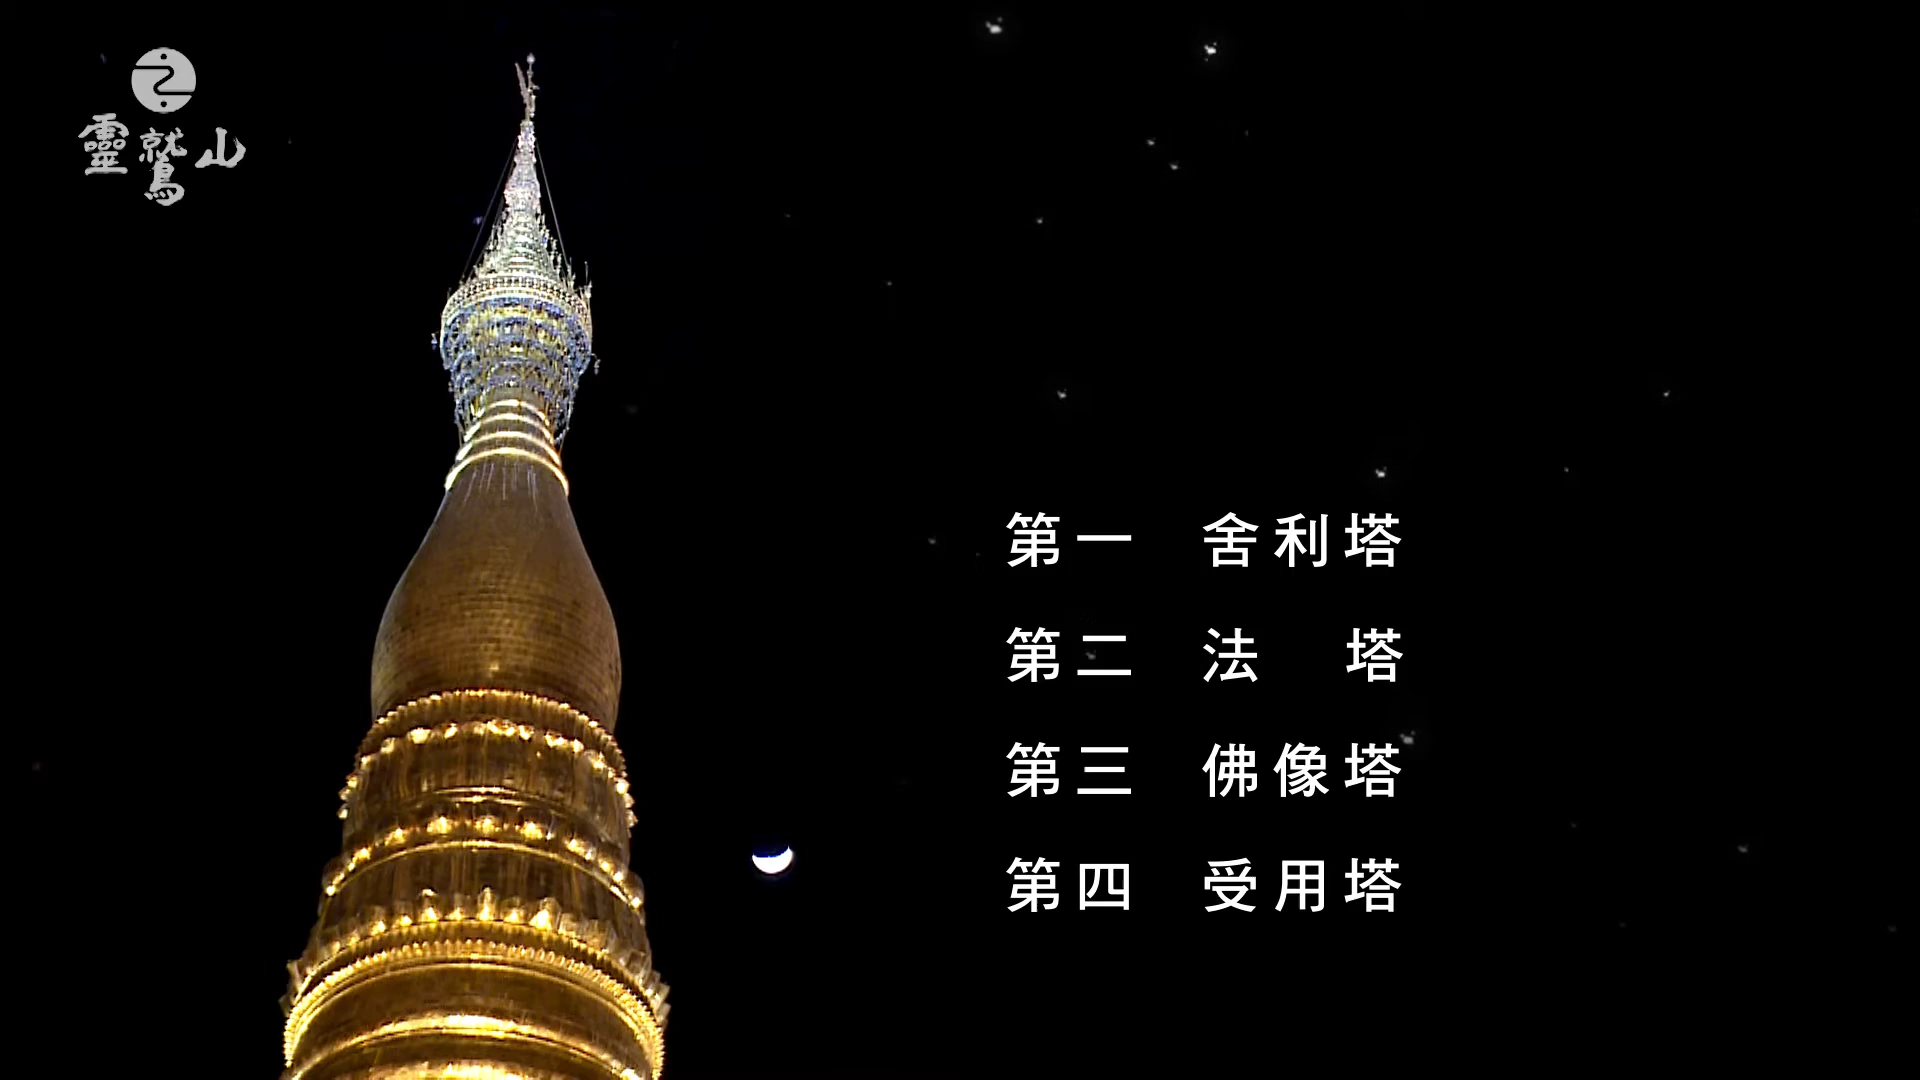 靈鷲山
第一 舍利塔
第二 法 塔
第三 佛像塔
第四 受用塔